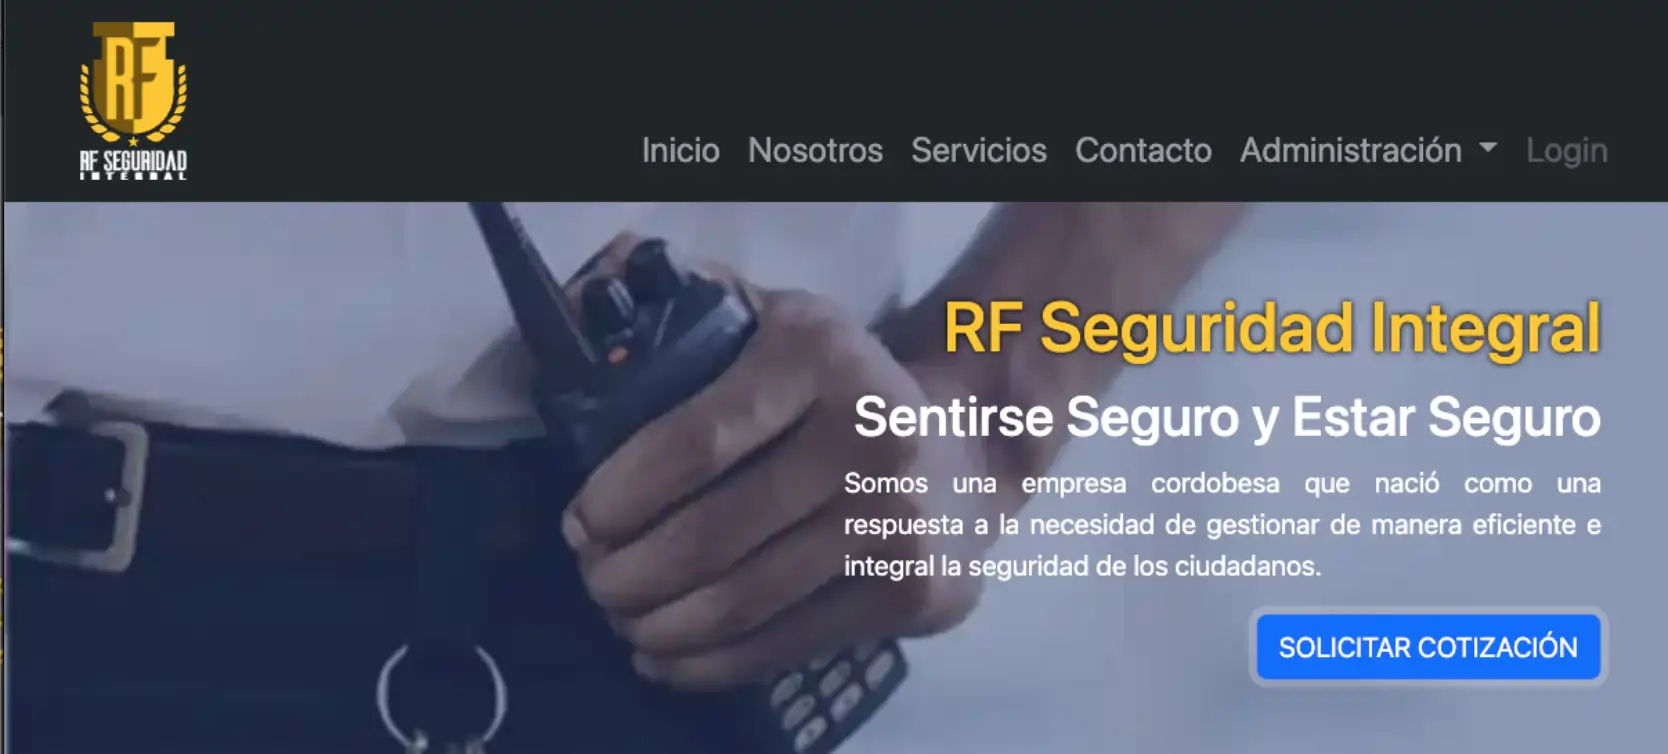 RF
RF SEGURIDAD
INTEGRAL
Inicio Nosotros Servicios Contacto Administración Login
RF Seguridad Integral
Sentirse Seguro y Estar Seguro
Somos una empresa cordobesa que nació como una
respuesta a la necesidad de gestionar de manera eficiente e
integral la seguridad de los ciudadanos.
SOLICITAR COTIZACIÓN